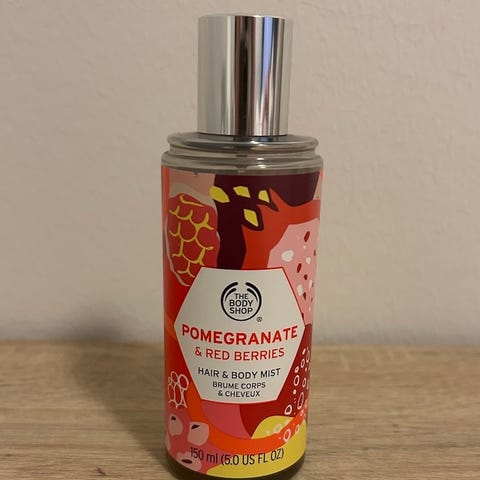 THE
BODY
SHOP
®
POMEGRANATE
& RED BERRIES
HAIR & BODY MIST
BRUME CORPS
& CHEVEUX
150 ml (5.0 US FL OZ)